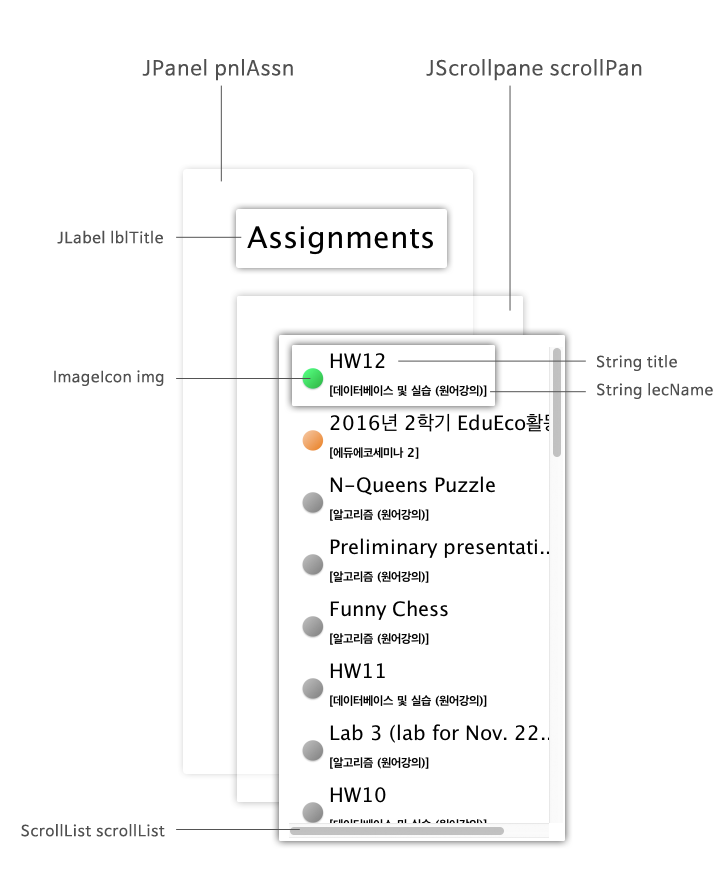 JPanel pnlAssn
JScrollpane scrollPan
JLabel lblTitle
Assignments
HW12
String title
ImageIcon img
[데이터베이스 및 실습 (원어강의)]
String lecName
2016년 2학기 EduEco활동
[에듀에코세미나 2]
N-Queens Puzzle
[알고리즘 (원어강의)]
Preliminary presentati..
[알고리즘 (원어강의)]
Funny Chess
[알고리즘 (원어강의)]
HW11
[데이터베이스 및 실습 (원어강의)]
Lab 3 (lab for Nov. 22..
[알고리즘 (원어강의)]
HW10
ScrollList scrollList